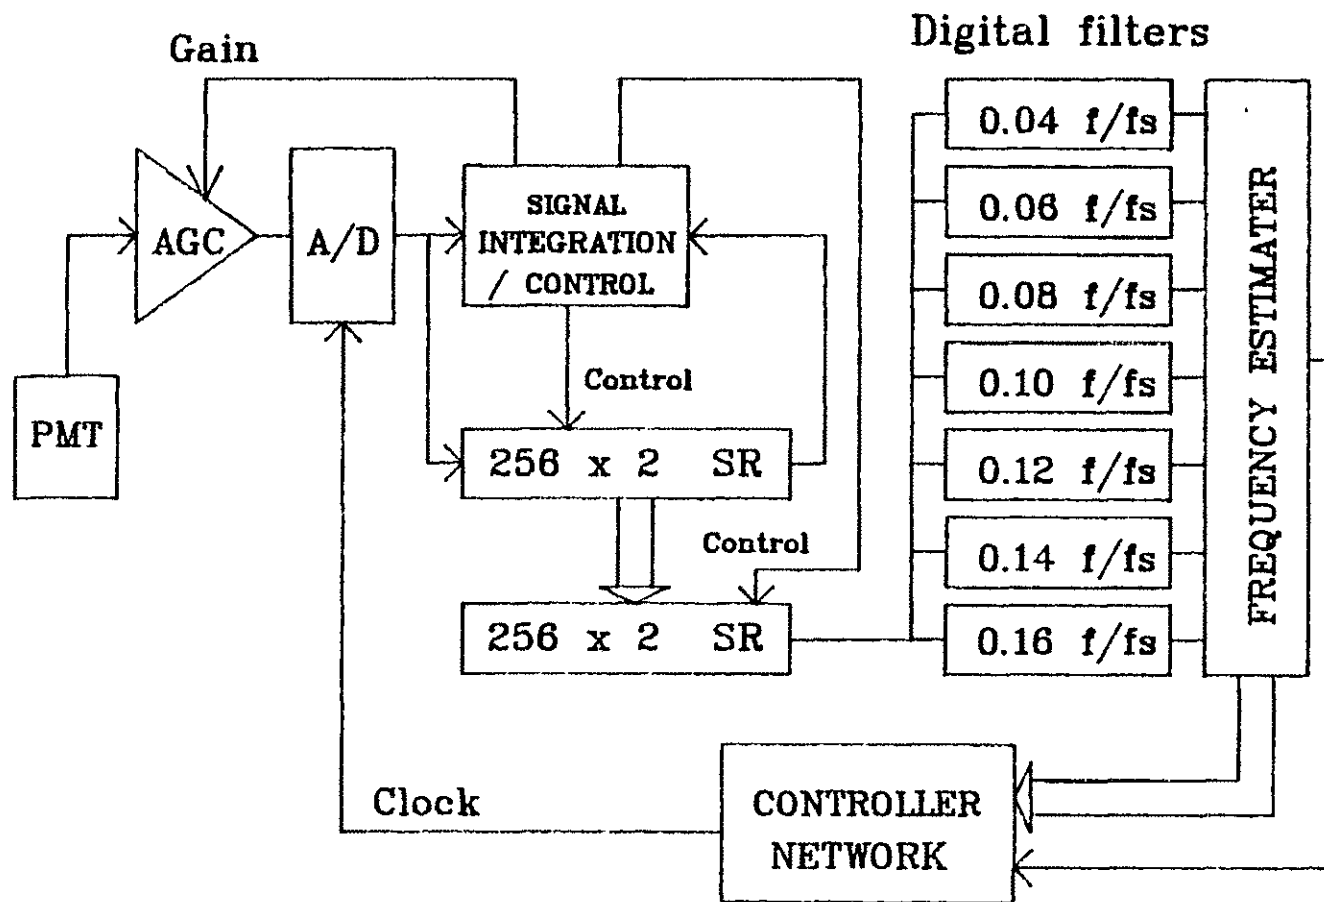 Gain
Digital filters
AGC
A/D
SIGNAL
INTEGRATION
/ CONTROL
PMT
Control
256 x 2 SR
Control
256 x 2 SR
0.04 f/fs
0.06 f/fs
0.08 f/fs
0.10 f/fs
0.12 f/fs
0.14 f/fs
0.16 f/fs
FREQUENCY ESTIMATER
Clock
CONTROLLER
NETWORK